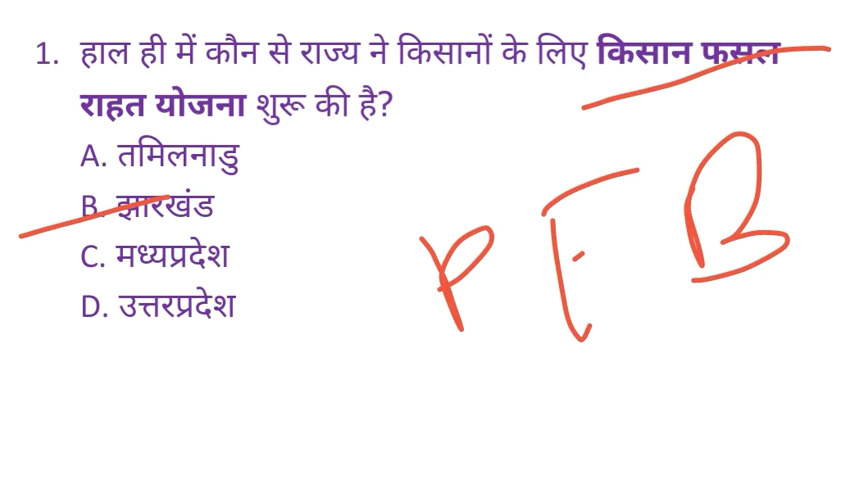 1. हाल ही में कौन से राज्य ने किसानों के लिए किसान फसल
राहत योजना शुरू की है?
A. तमिलनाडु
B. झारखंड
C. मध्यप्रदेश
D. उत्तरप्रदेश